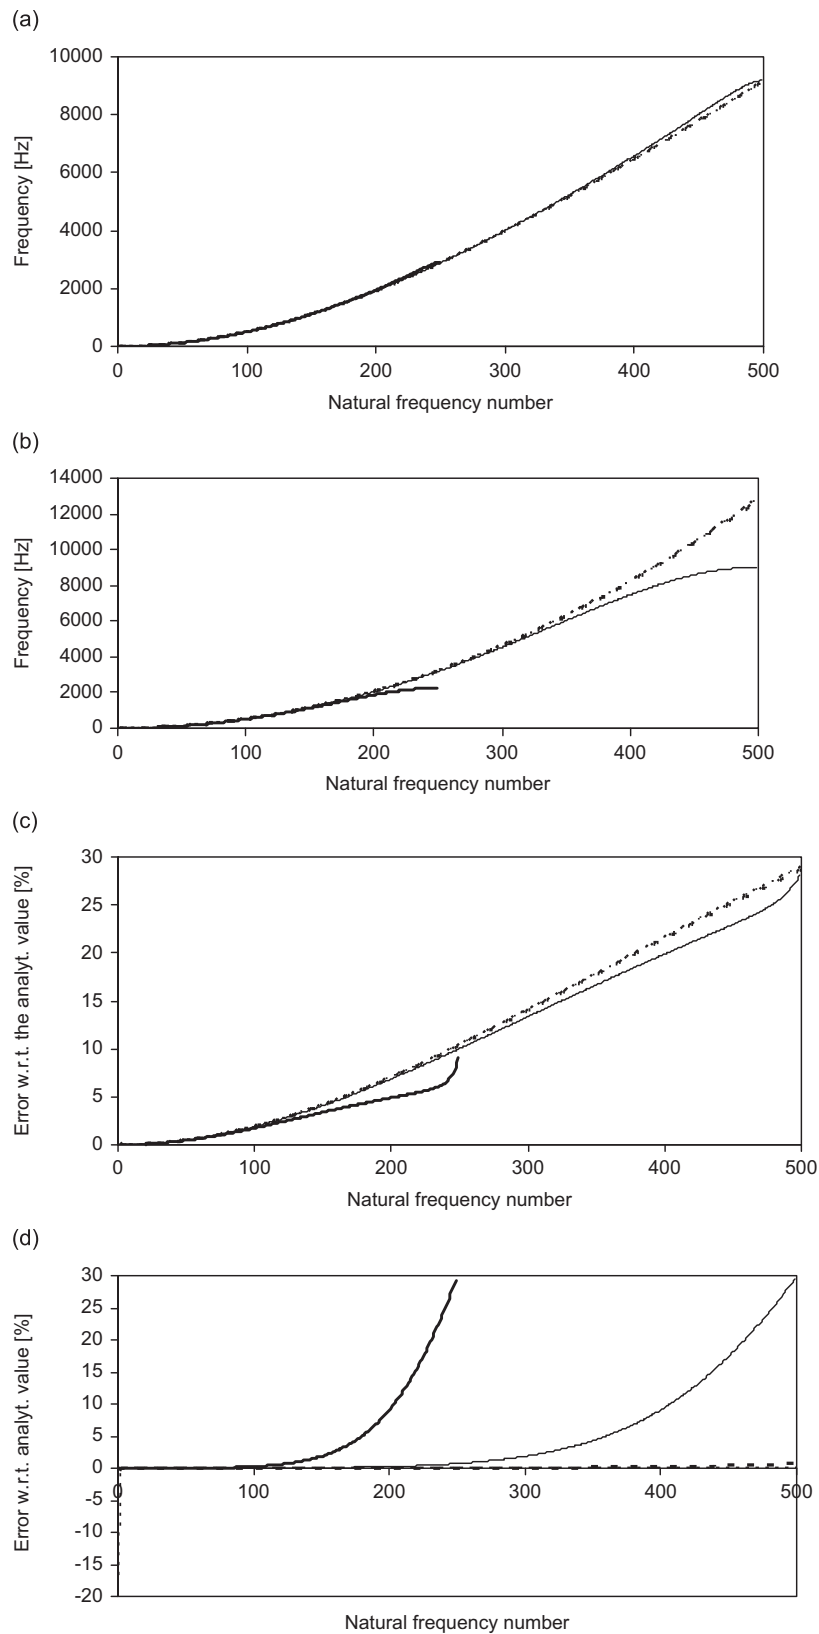 (a)
10000
8000
6000
4000
2000
0
Frequency [Hz]
0 100 200 300 400 500
Natural frequency number
(b)
14000
12000
10000
8000
6000
4000
2000
0
Frequency [Hz]
0 100 200 300 400 500
Natural frequency number
(c)
30
25
20
15
10
5
0
Error w.r.t. the analyt. value [%]
0 100 200 300 400 500
Natural frequency number
(d)
30
25
20
15
10
5
0
-5
-10
-15
-20
Error w.r.t. analyt. value [%]
0 100 200 300 400 500
Natural frequency number